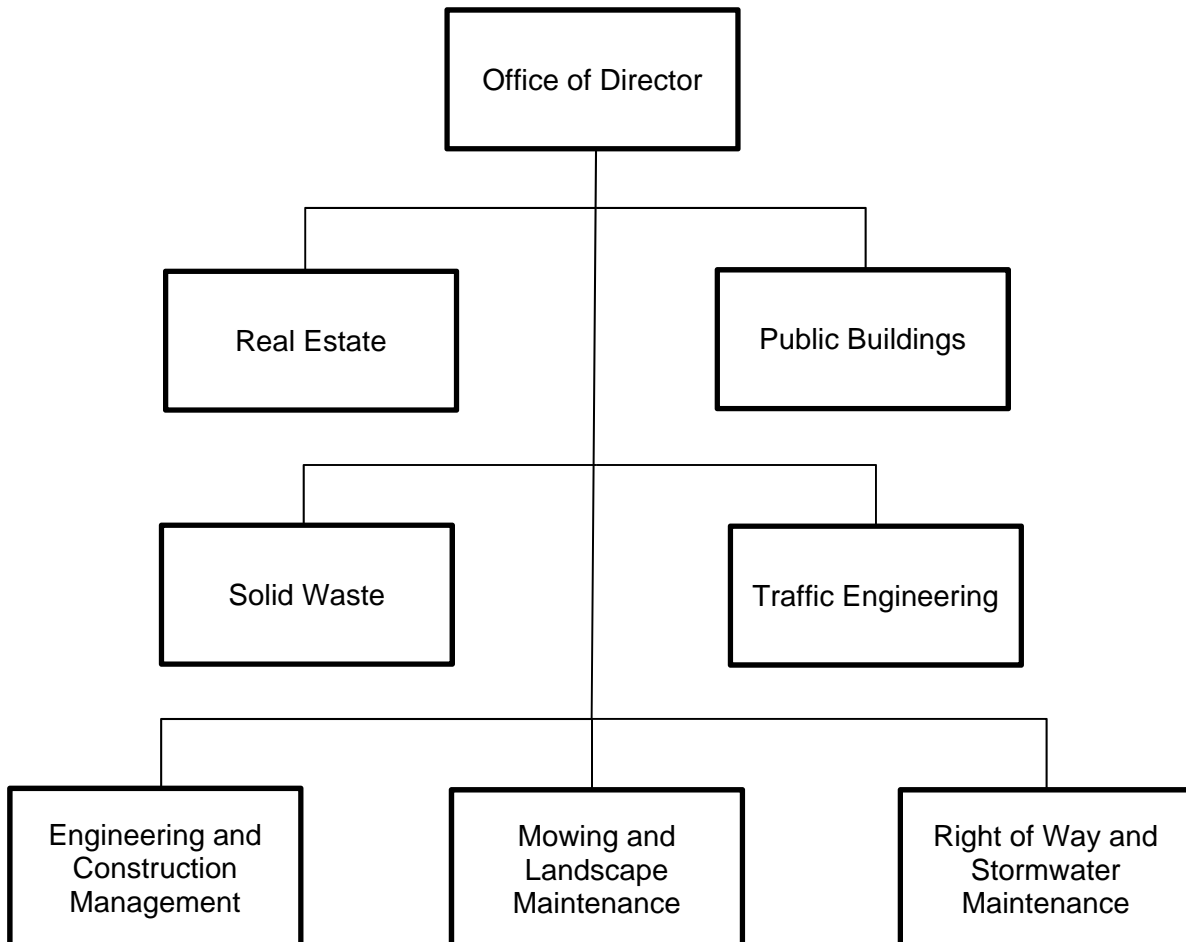 Office of Director
Real Estate
Public Buildings
Solid Waste
Traffic Engineering
Engineering and
Construction
Management
Mowing and
Landscape
Maintenance
Right of Way and
Stormwater
Maintenance